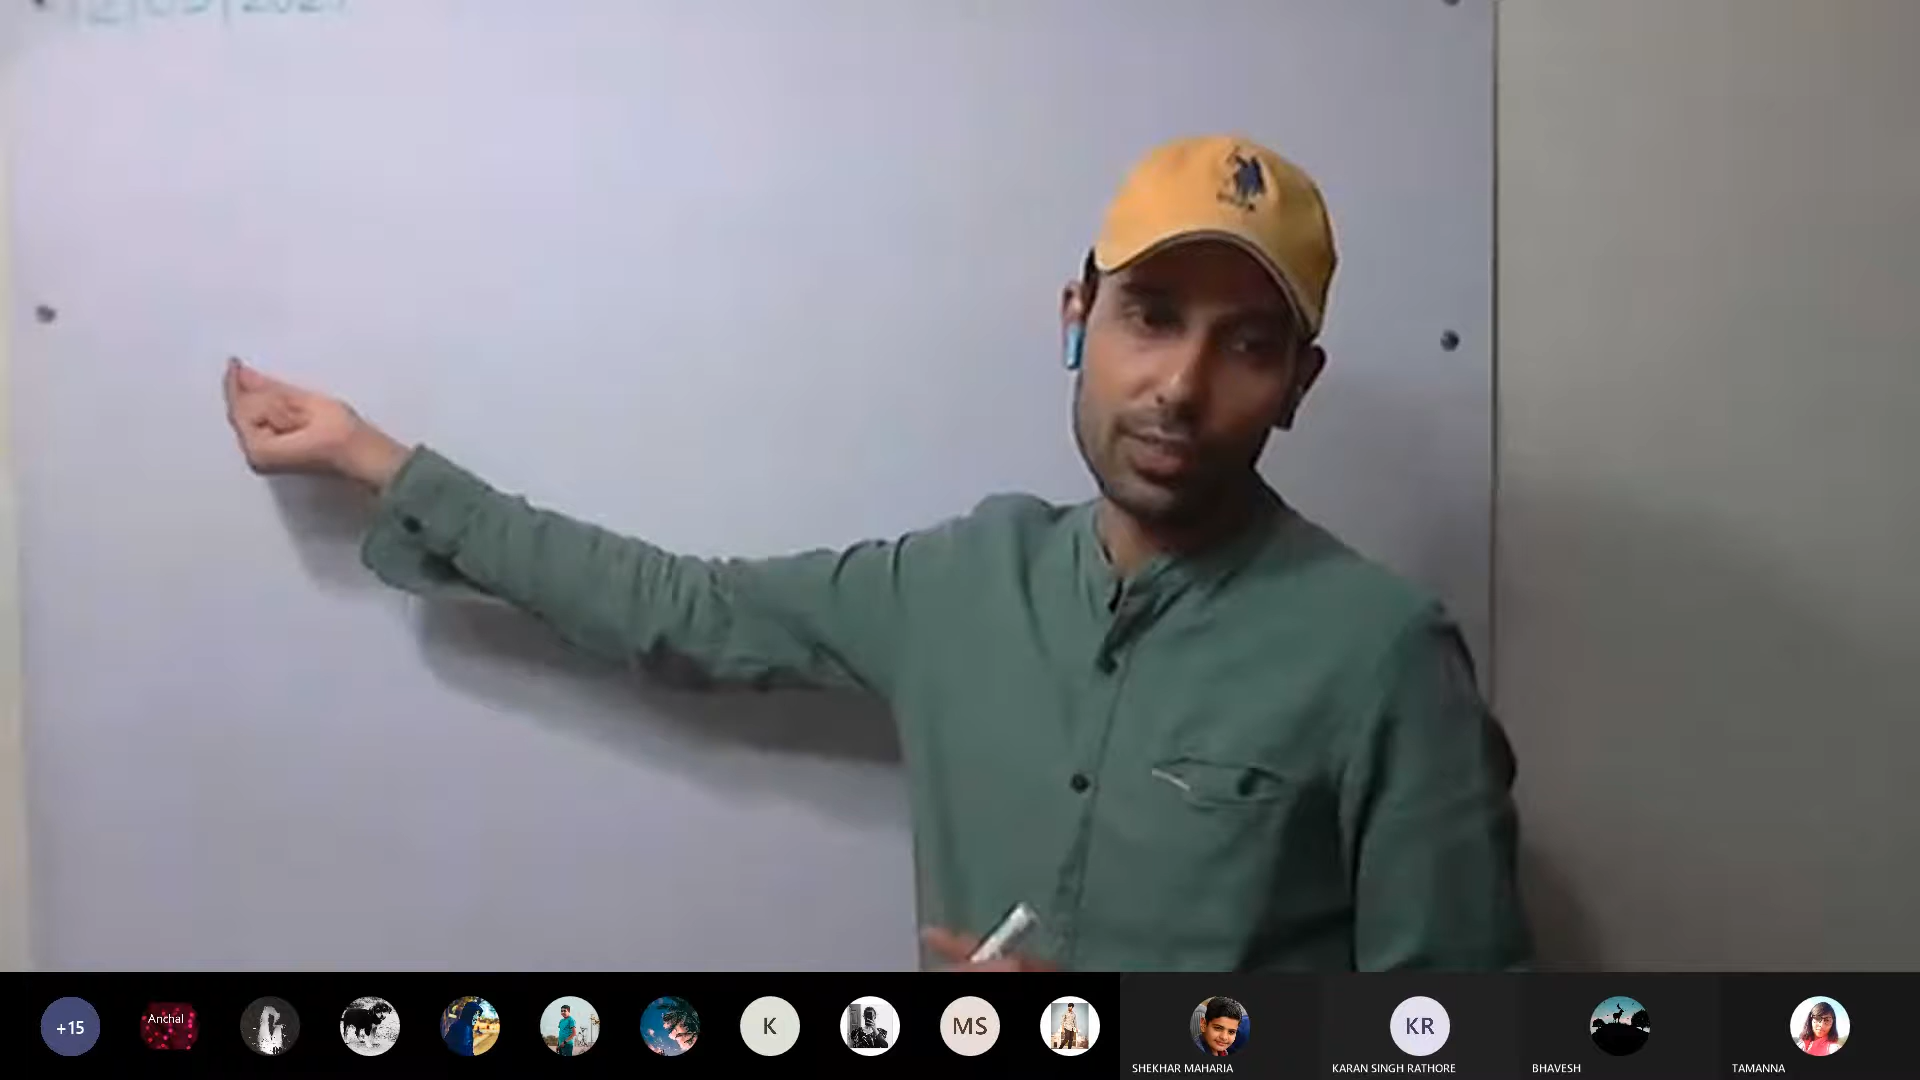 +15
Anchal
K
MS
KR
SHEKHAR MAHARIA
KARAN SINGH RATHORE
BHAVESH
TAMANNA